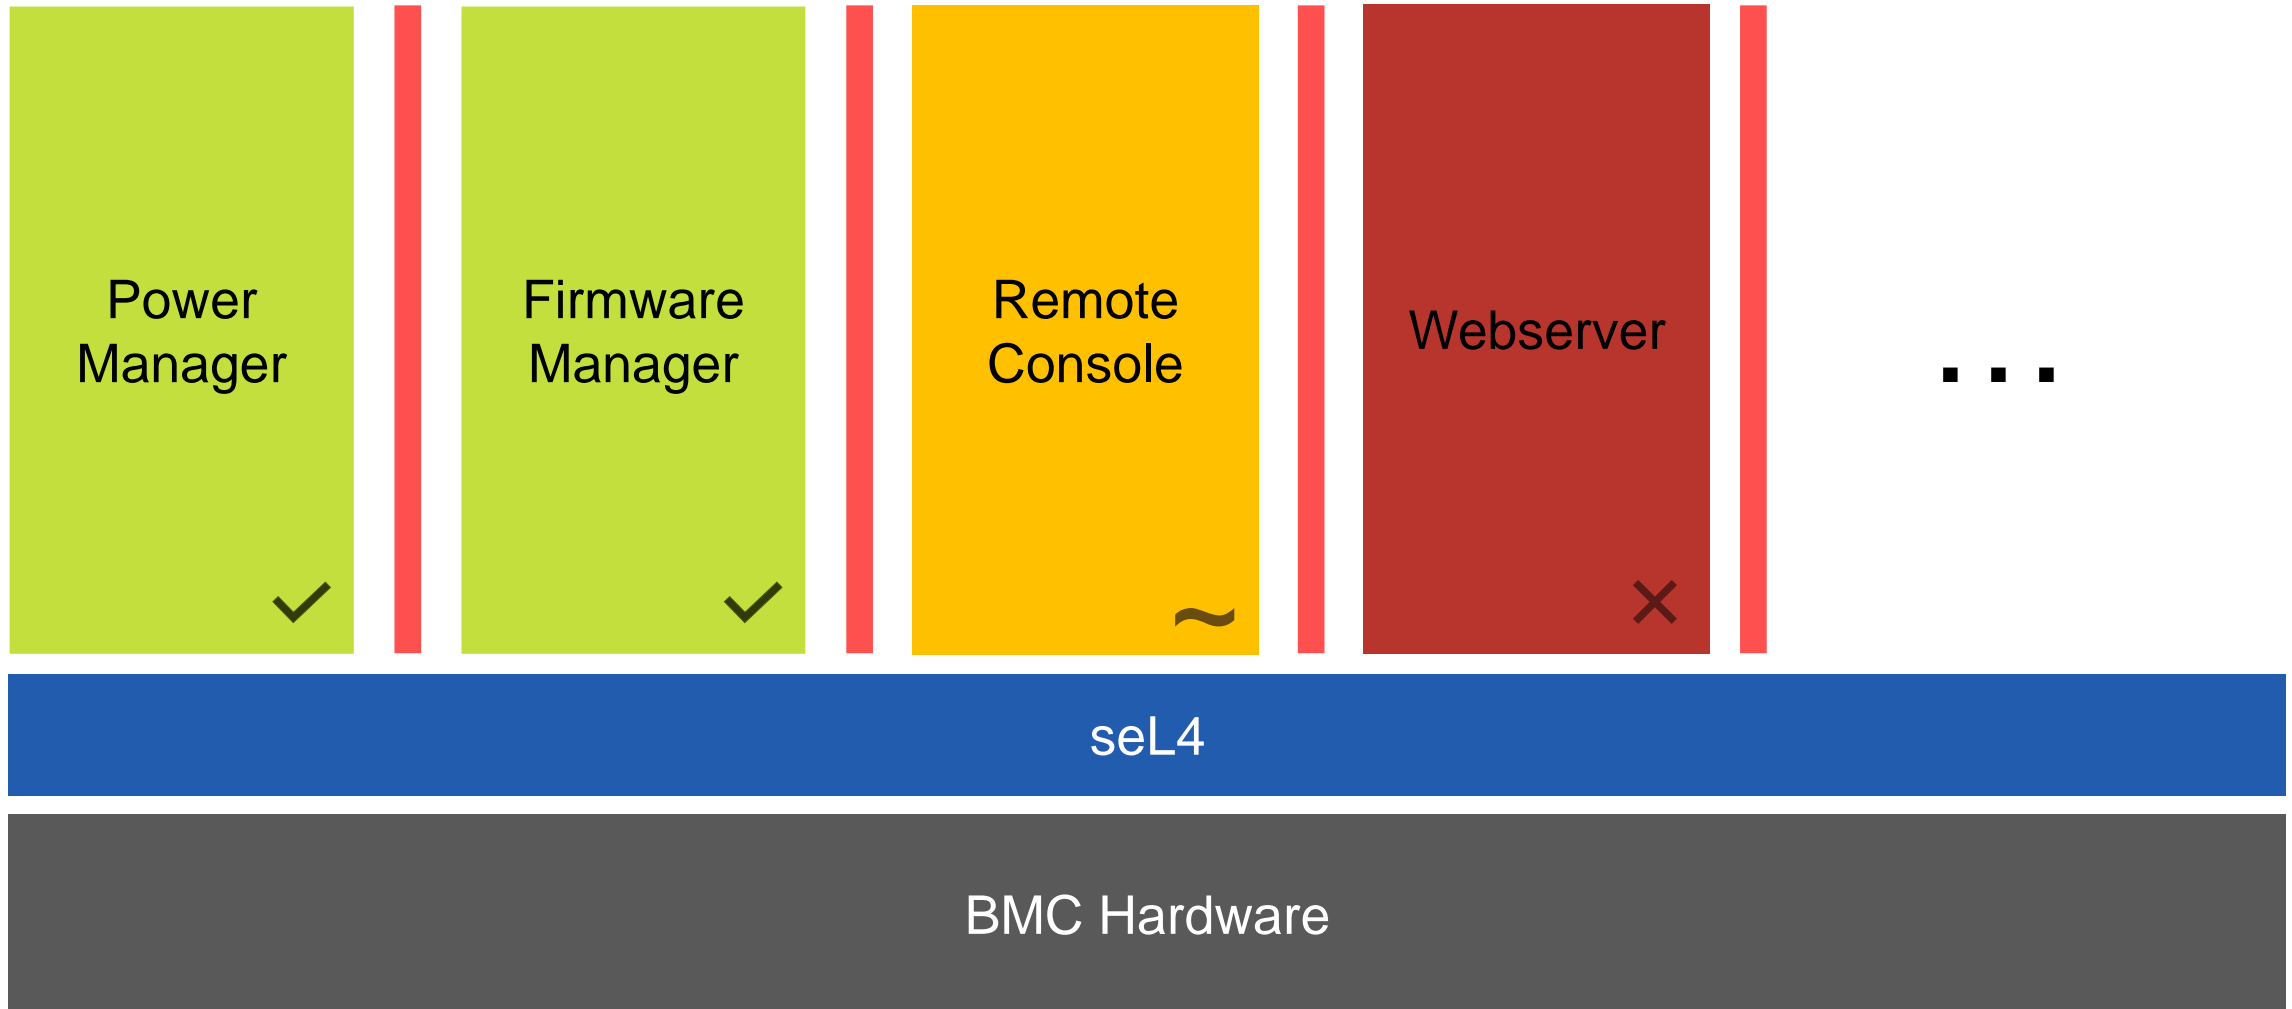 Power
Manager
Firmware
Manager
Remote
Console
Webserver
...
✓
✓
~
×
seL4
BMC Hardware